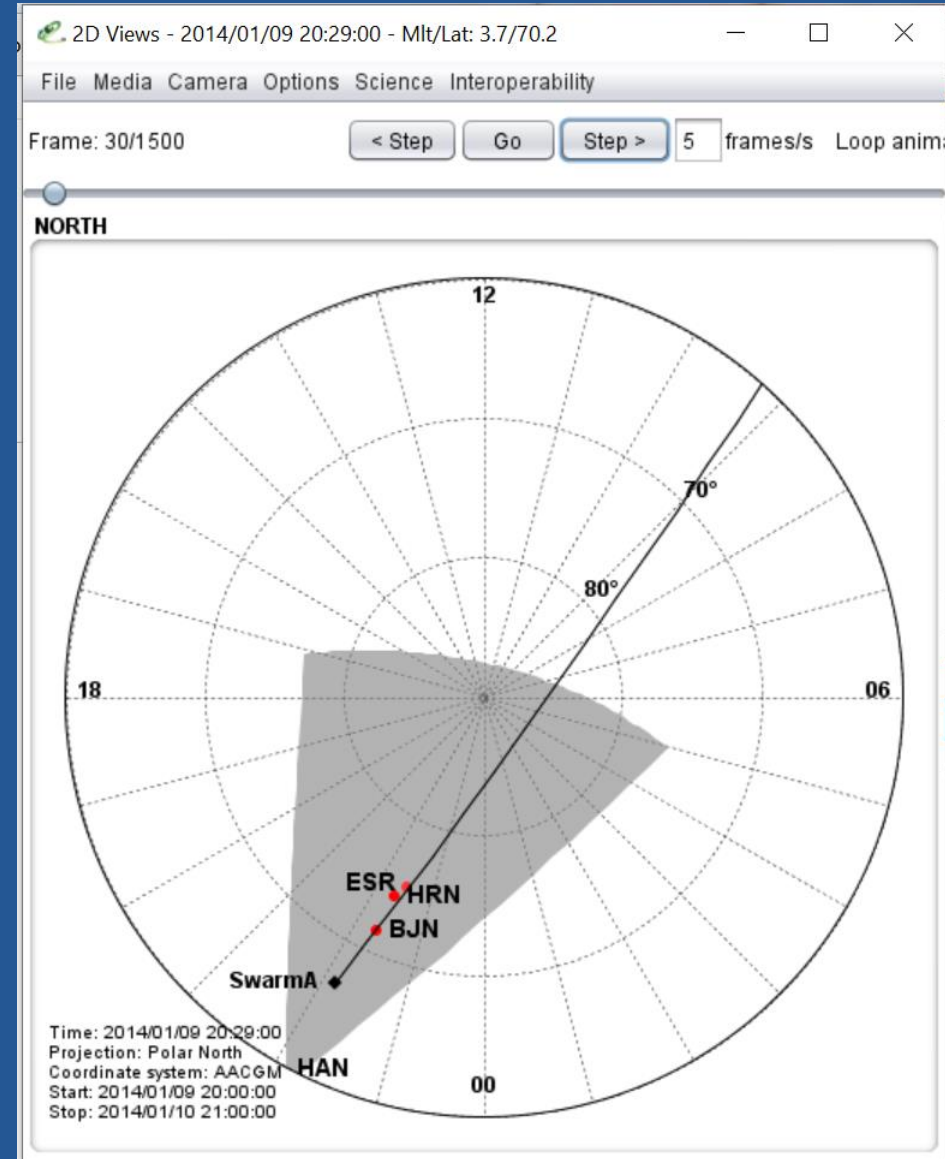 2D Views - 2014/01/09 20:29:00 - Mlt/Lat: 3.7/70.2
File Media Camera Options Science Interoperability
Frame: 30/1500 < Step Go Step > 5 frames/s Loop anima
NORTH
12
70°
80°
18 06
ESR HRN
BJN
SwarmA
Time: 2014/01/09 20:29:00
Projection: Polar North
Coordinate system: AACGM
HAN
Start: 2014/01/09 20:00:00
00
Stop: 2014/01/10 21:00:00